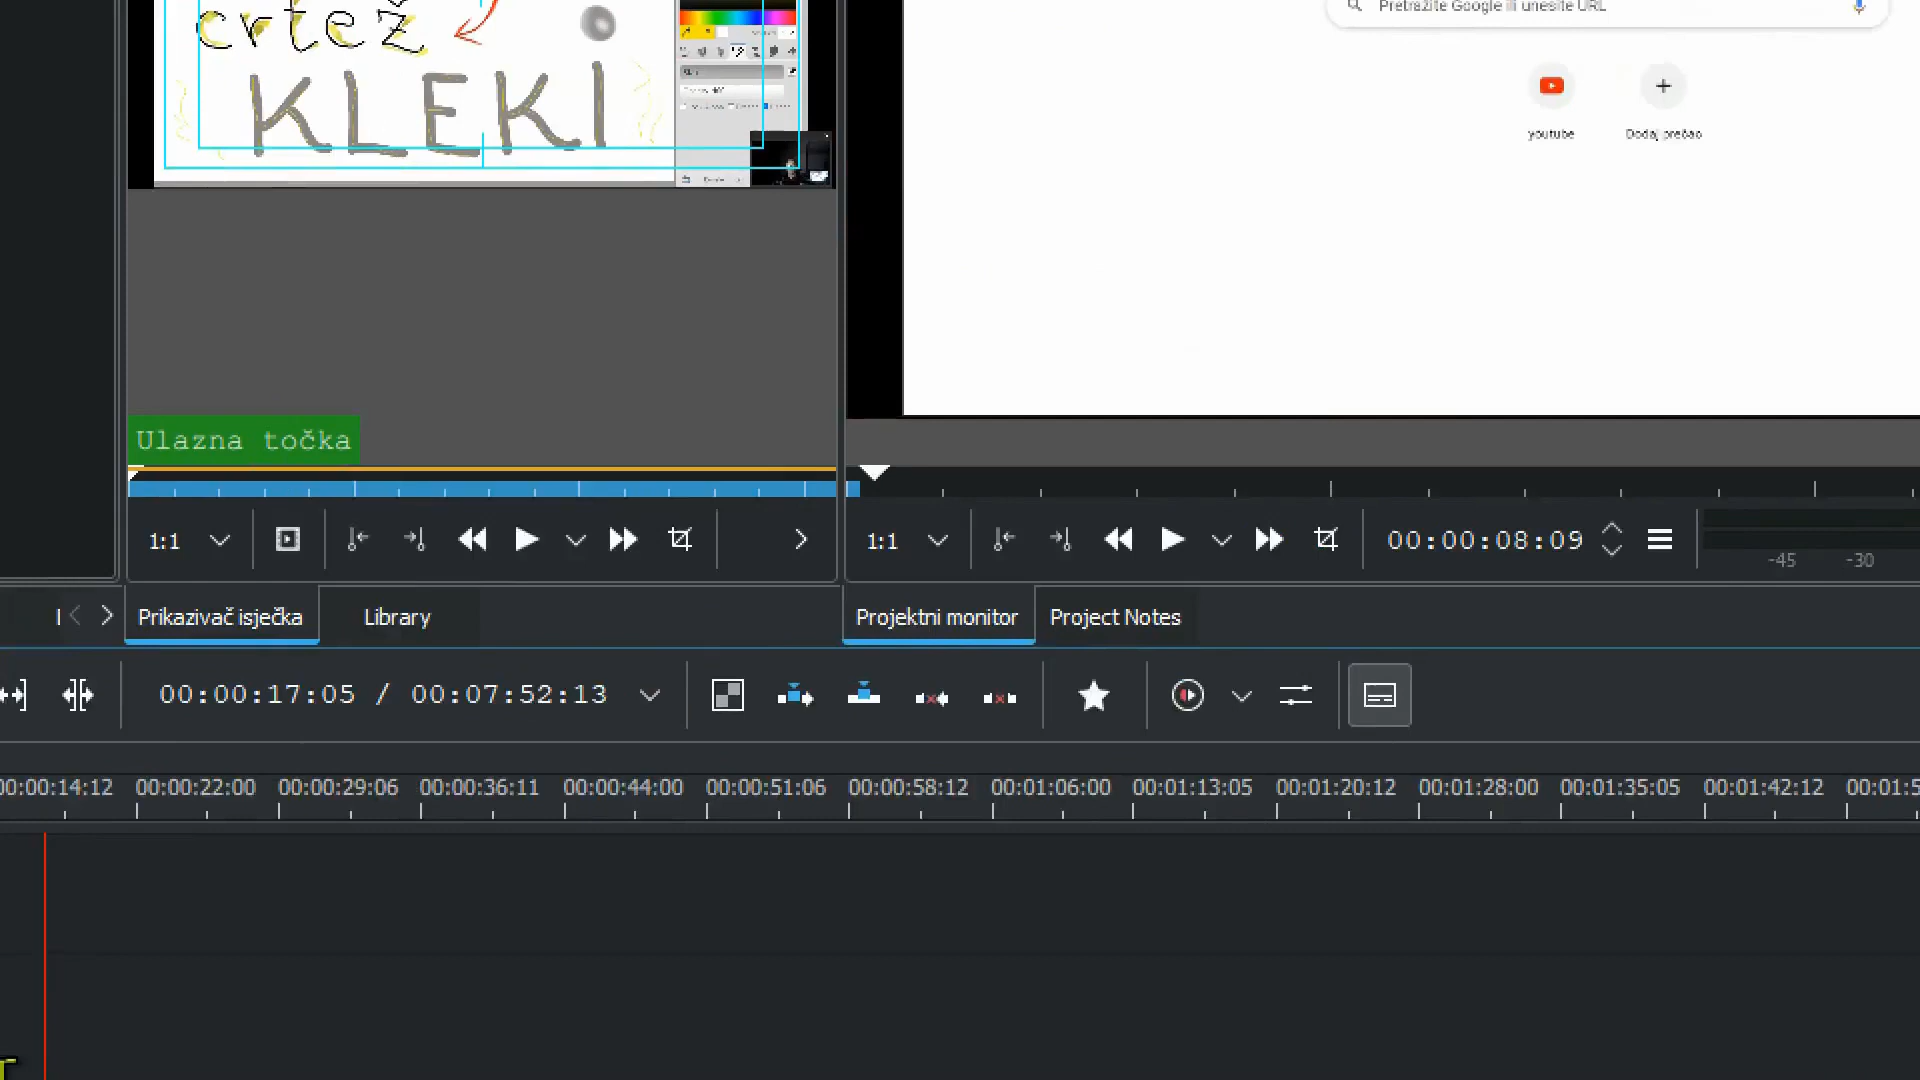 crtež
KLEKI
Pretražite Google ili unesite URL
youtube
Dodaj prečac
Ulazna točka
1:1
1:1
00:00:08:09
-45
-30
Prikazivač isječka
Library
Projektni monitor
Project Notes
00:00:17:05 / 00:07:52:13
00:00:14:12
00:00:22:00
00:00:29:06
00:00:36:11
00:00:44:00
00:00:51:06
00:00:58:12
00:01:06:00
00:01:13:05
00:01:20:12
00:01:28:00
00:01:35:05
00:01:42:12
00:01:5